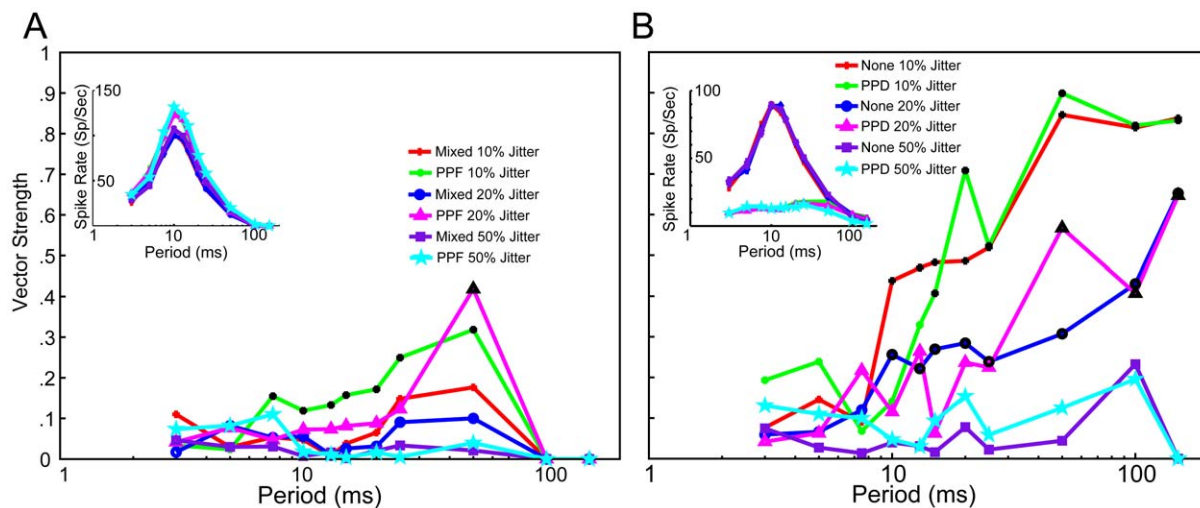 A
1
.9
.8
.7
.6
.5
.4
.3
.2
.1
0
Vector Strength
1
10
100
Period (ms)
Spike Rate (Sp/Sec)
150
50
1
10
100
Period (ms)
Mixed 10% Jitter
PPF 10% Jitter
Mixed 20% Jitter
PPF 20% Jitter
Mixed 50% Jitter
PPF 50% Jitter
B
Spike Rate (Sp/Sec)
100
50
1
10
100
Period (ms)
None 10% Jitter
PPD 10% Jitter
None 20% Jitter
PPD 20% Jitter
None 50% Jitter
PPD 50% Jitter
1
10
100
Period (ms)